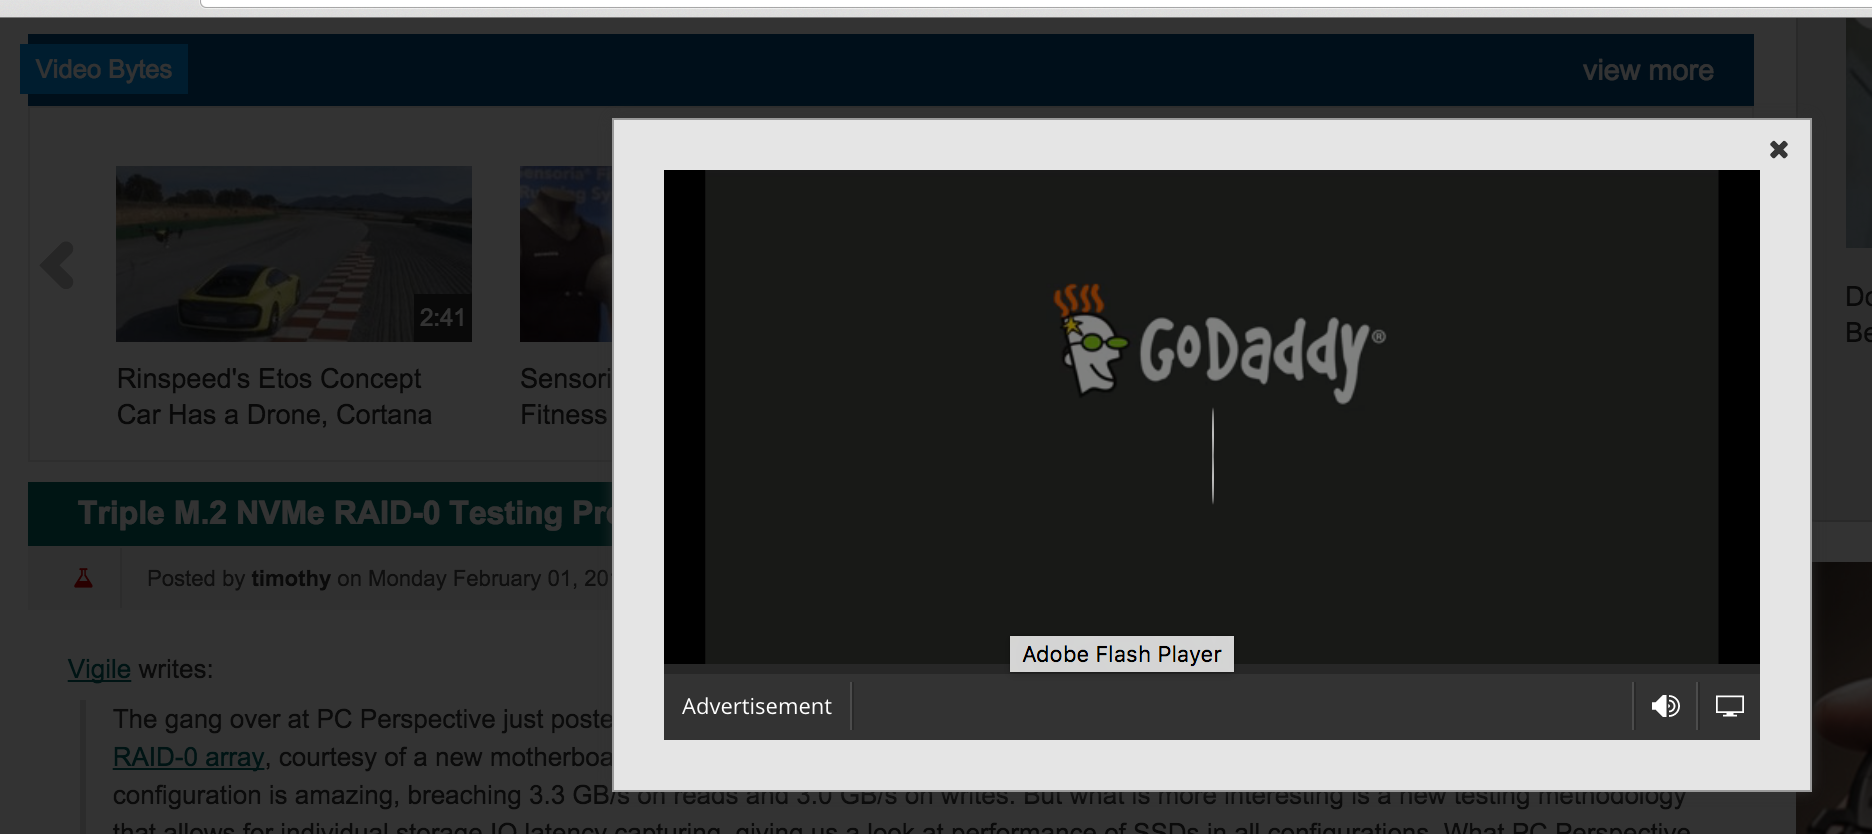 Video Bytes
view more
Sensoria® F
Running Sy
2:41
Rinspeed's Etos Concept
Car Has a Drone, Cortana
Sensori
Fitness
Do
Be
GoDaddy®
Adobe Flash Player
Advertisement
Triple M.2 NVMe RAID-0 Testing Pro
Posted by timothy on Monday February 01, 20
Vigile writes:
The gang over at PC Perspective just poste
RAID-0 array, courtesy of a new motherboa
configuration is amazing, breaching 3.3 GB/s on reads and 3.0 GB/s on writes. But what is more interesting is a new testing methodology
that allows for individual storage IO latency capturing, giving us a look at performance of SSDs in all configurations. What PC Perspective